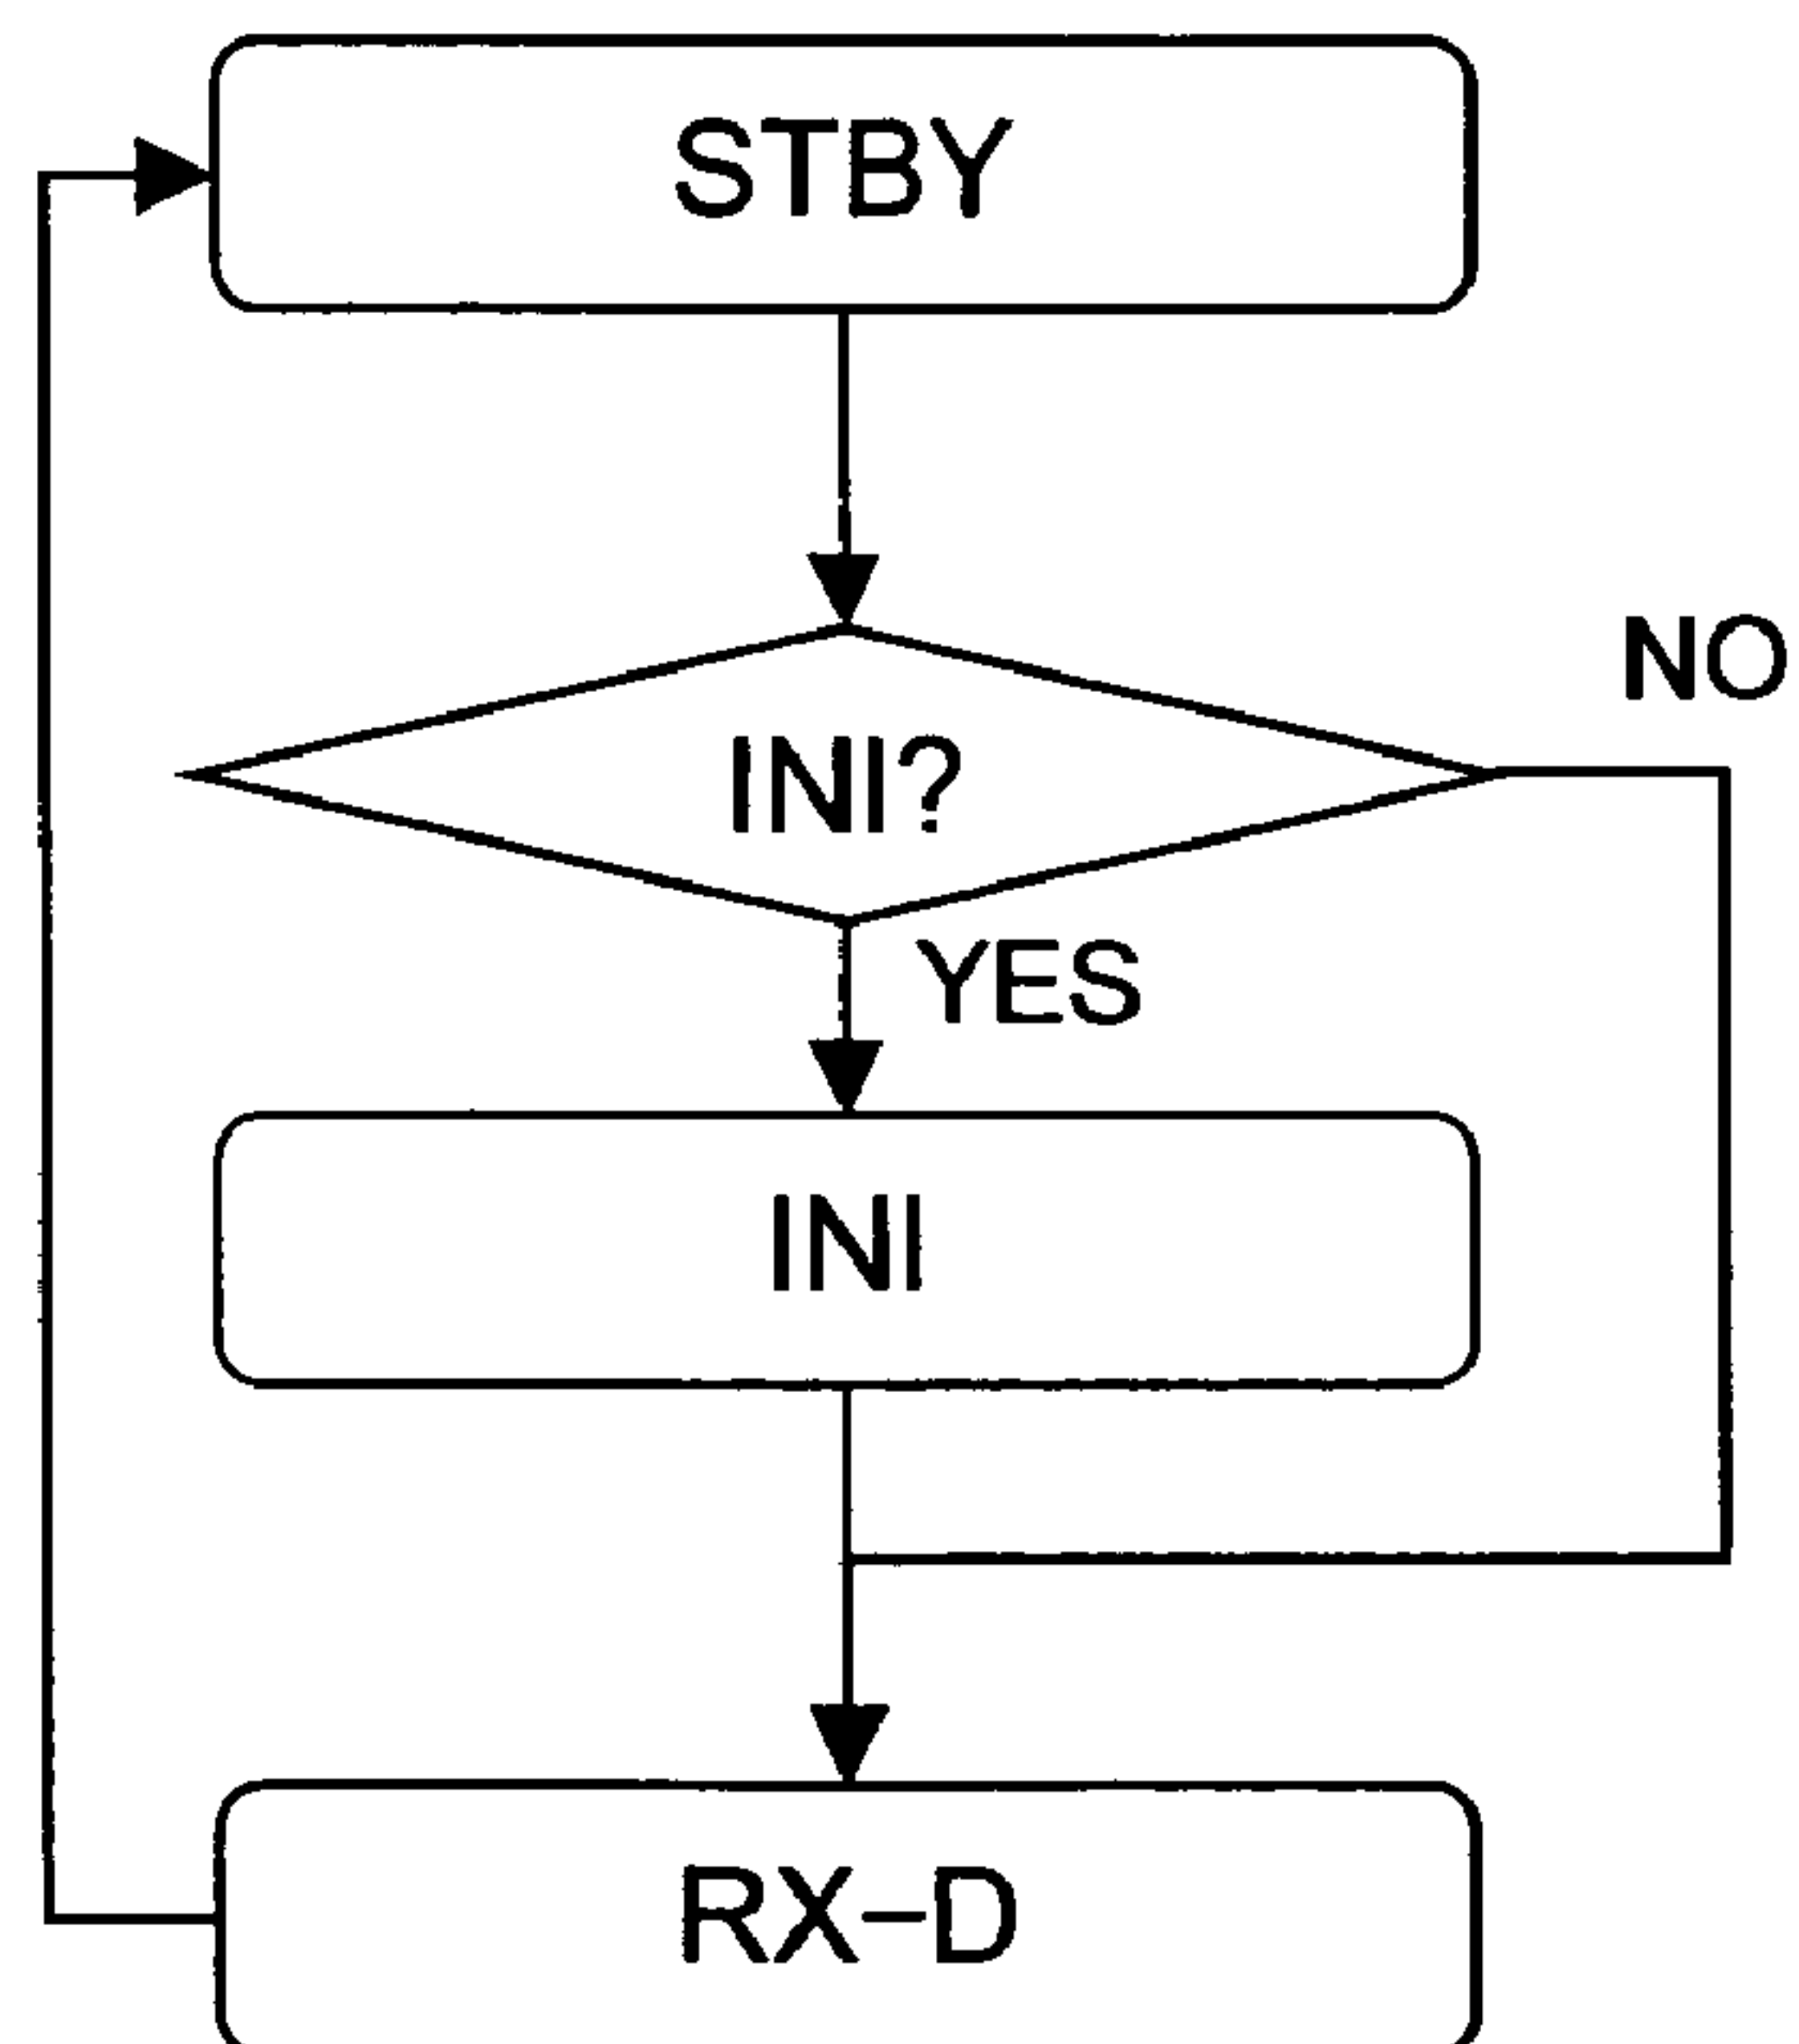 STBY
NO
INI?
YES
INI
RX–D